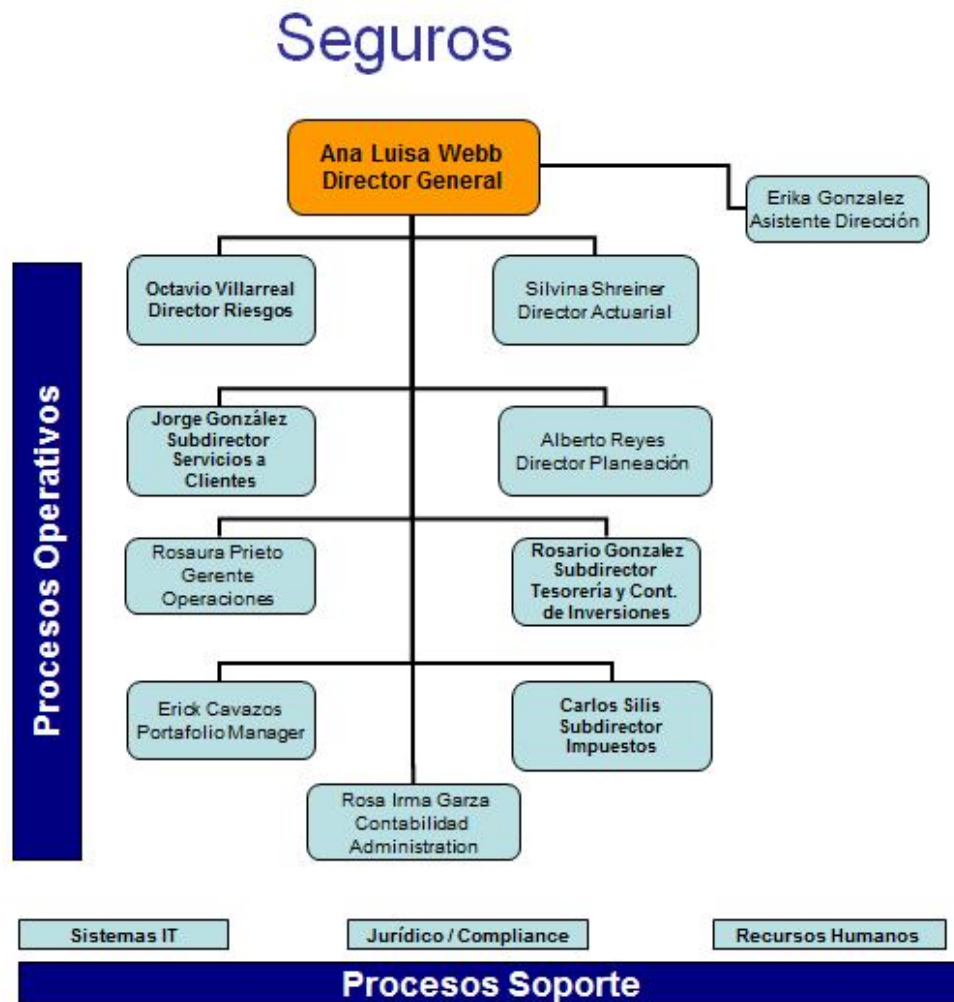 Seguros
Ana Luisa Webb
Director General
Erika Gonzalez
Asistente Dirección
Octavio Villarreal
Director Riesgos
Silvina Shreiner
Director Actuarial
Jorge González
Subdirector
Servicios a
Clientes
Alberto Reyes
Director Planeación
Rosaura Prieto
Gerente
Operaciones
Rosario Gonzalez
Subdirector
Tesorería y Cont.
de Inversiones
Erick Cavazos
Portafolio Manager
Carlos Silis
Subdirector
Impuestos
Rosa Irma Garza
Contabilidad
Administration
Procesos Operativos
Sistemas IT
Jurídico / Compliance
Recursos Humanos
Procesos Soporte